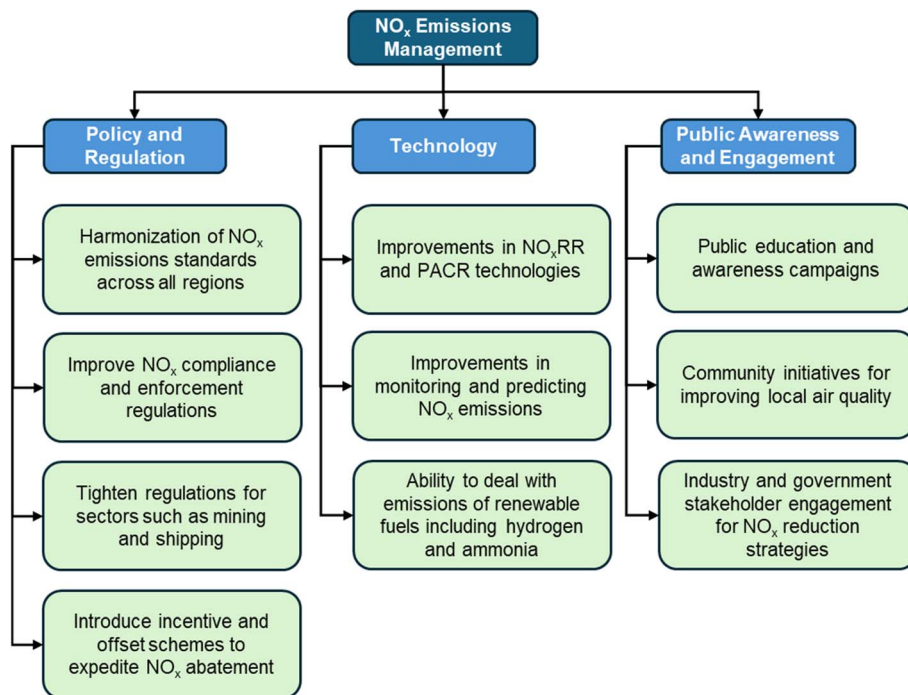 NOₓ Emissions
Management
Policy and
Regulation
Harmonization of NOₓ
emissions standards
across all regions
Improve NOₓ compliance
and enforcement
regulations
Tighten regulations for
sectors such as mining
and shipping
Introduce incentive and
offset schemes to
expedite NOₓ abatement
Technology
Improvements in NOₓRR
and PACR technologies
Improvements in
monitoring and predicting
NOₓ emissions
Ability to deal with
emissions of renewable
fuels including hydrogen
and ammonia
Public Awareness
and Engagement
Public education and
awareness campaigns
Community initiatives for
improving local air quality
Industry and government
stakeholder engagement
for NOₓ reduction
strategies